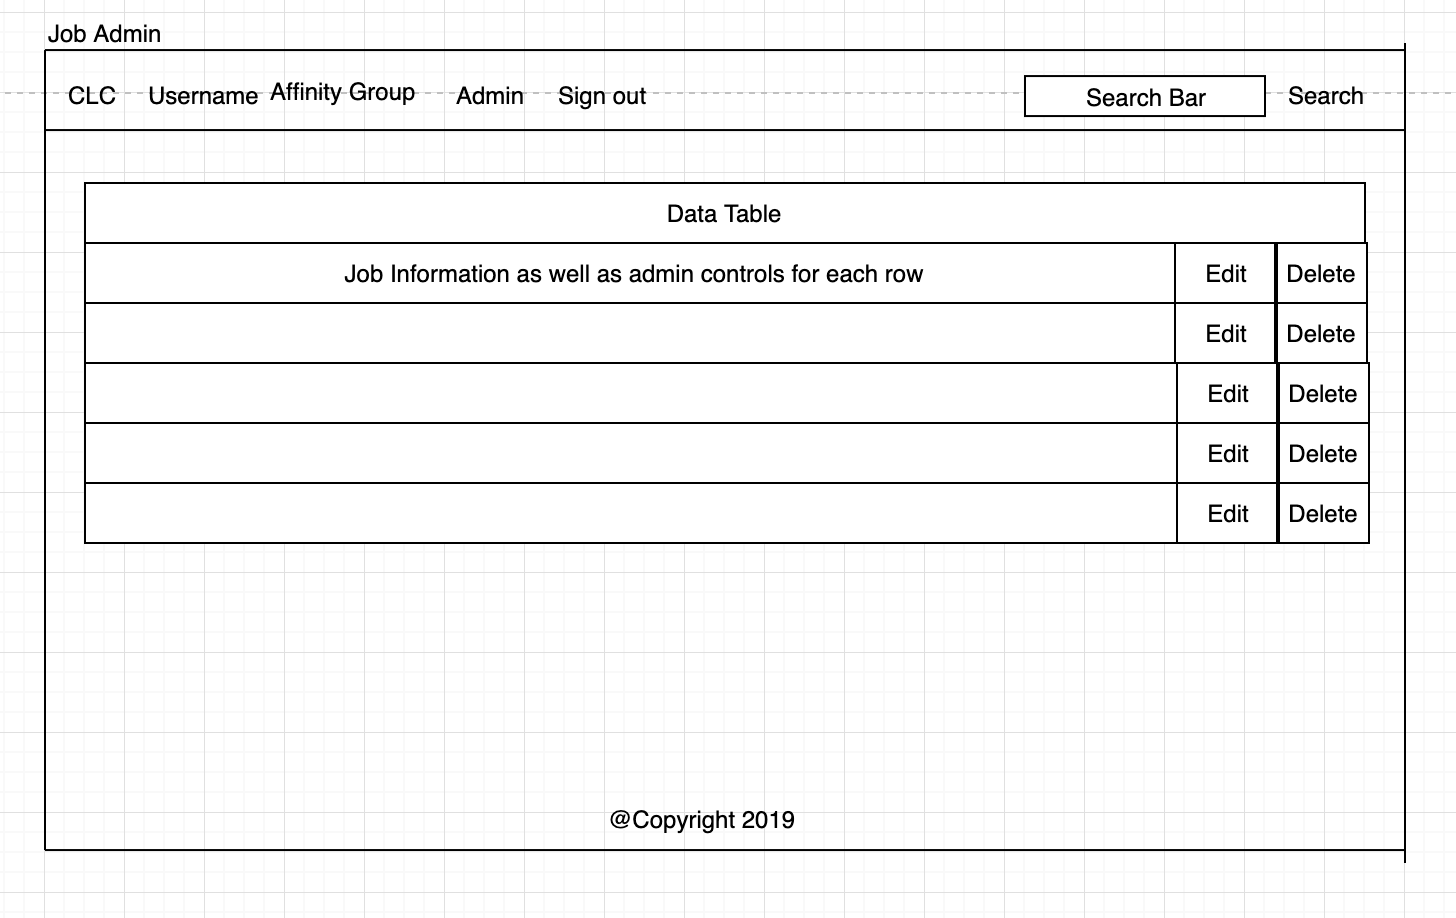 Job Admin
CLC Username Affinity Group Admin Sign out Search Bar Search
Data Table
Job Information as well as admin controls for each row Edit Delete
Edit Delete
Edit Delete
Edit Delete
Edit Delete
@Copyright 2019